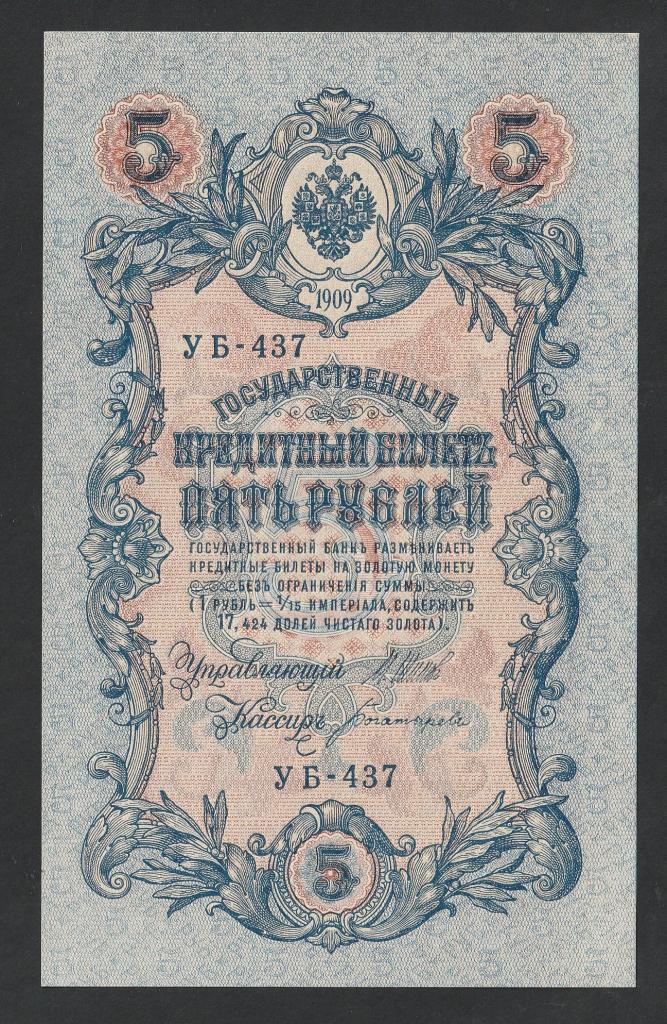 5 5
1909
УБ-437
ГОСУДАРСТВЕННЫЙ
КРЕДИТНЫЙ БИЛЕТЪ
ПЯТЬ РУБЛЕЙ
ГОСУДАРСТВЕННЫЙ БАНКЪ РАЗМѢНИВАЕТЪ
КРЕДИТНЫЕ БИЛЕТЫ НА ЗОЛОТУЮ МОНЕТУ
БЕЗЪ ОГРАНИЧЕНІЯ СУММЫ
(1 РУБЛЬ = 1/15 ИМПЕРІАЛА, СОДЕРЖИТЪ
17,424 ДОЛЕЙ ЧИСТАГО ЗОЛОТА).
Управляющій
Кассиръ Богатыревъ
УБ-437
5